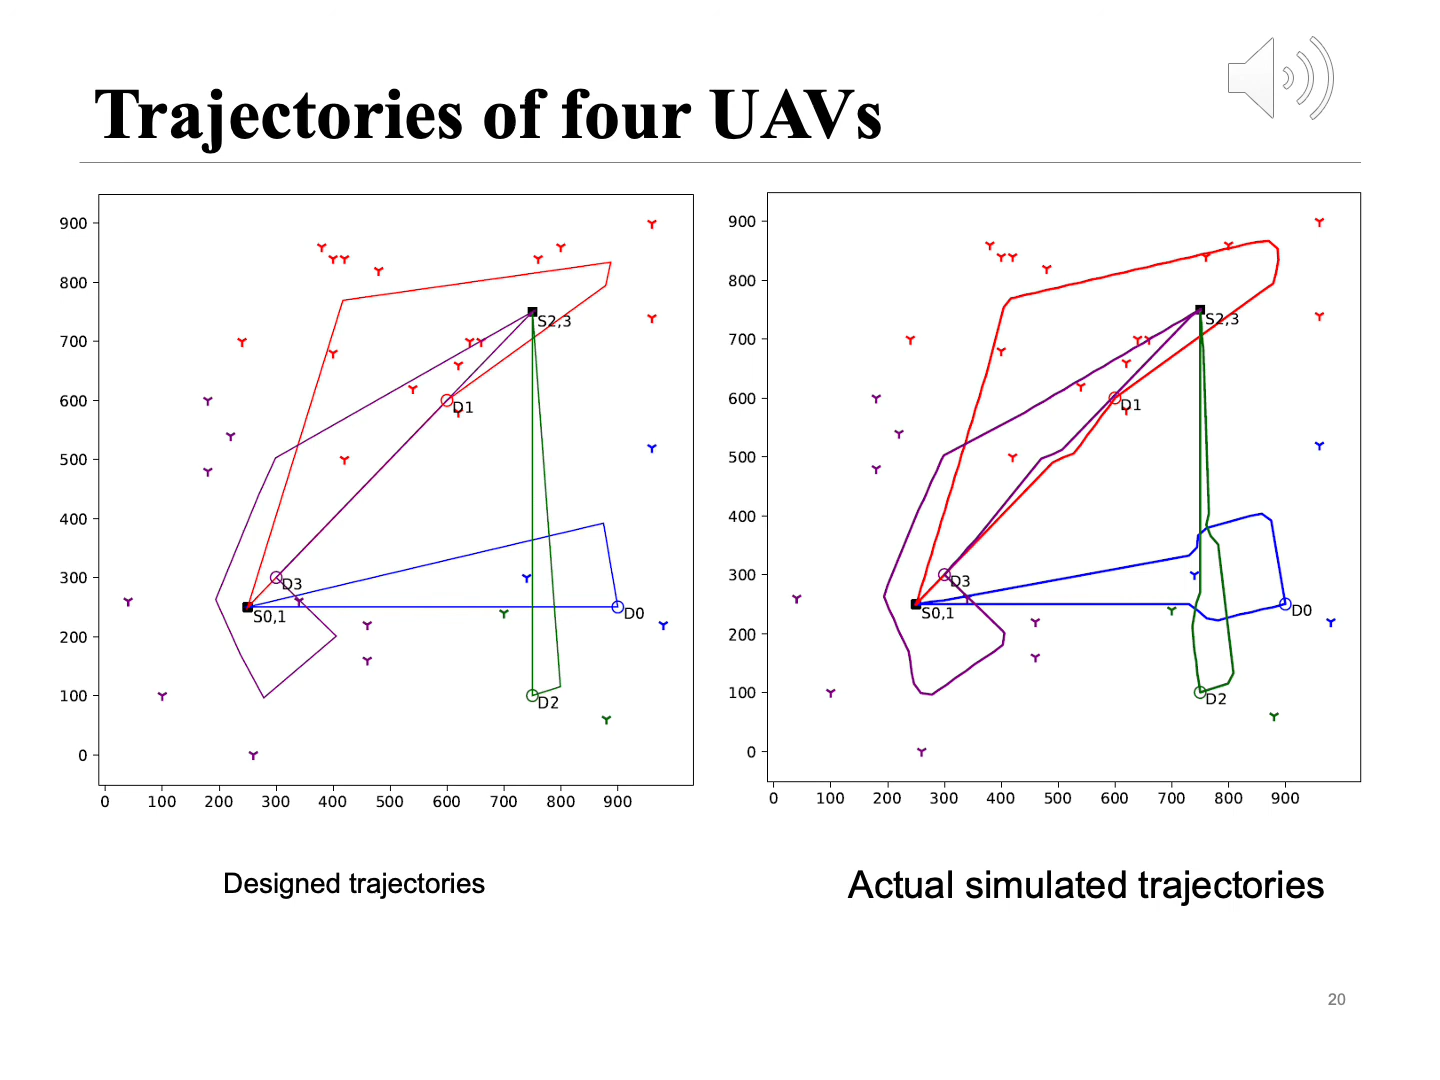 Trajectories of four UAVs
900
800
700
600
500
400
300
200
100
0
0 100 200 300 400 500 600 700 800 900
S2,3
D1
D3
S0,1
D0
D2
900
800
700
600
500
400
300
200
100
0
0 100 200 300 400 500 600 700 800 900
S2,3
D1
D3
S0,1
D0
D2
Designed trajectories
Actual simulated trajectories
20